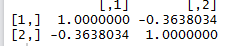 [,1] [,2]
[1,] 1.0000000 -0.3638034
[2,] -0.3638034 1.0000000